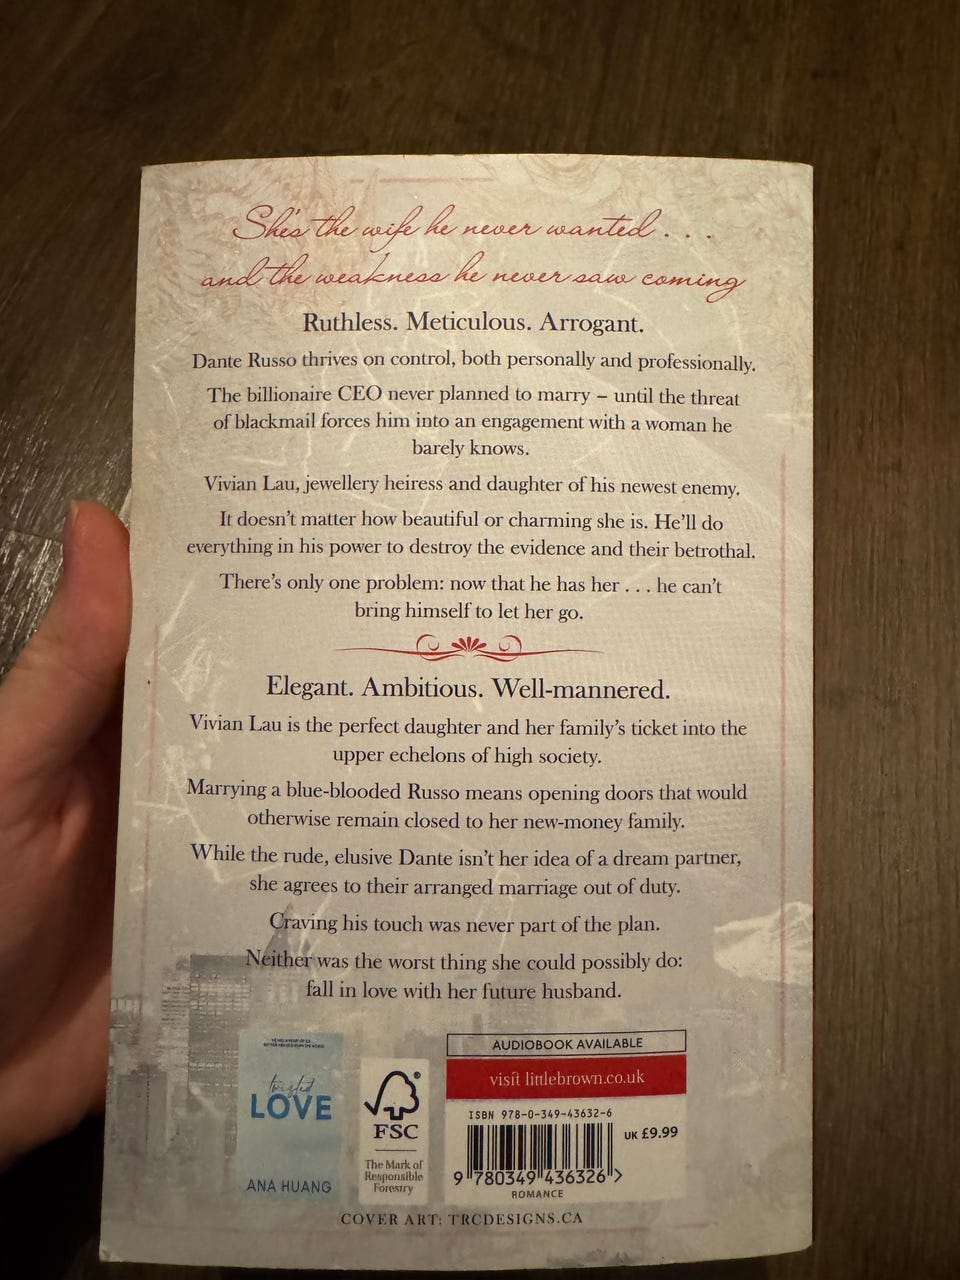 She's the wife he never wanted . . .
and the weakness he never saw coming
Ruthless. Meticulous. Arrogant.
Dante Russo thrives on control, both personally and professionally.
The billionaire CEO never planned to marry – until the threat
of blackmail forces him into an engagement with a woman he
barely knows.
Vivian Lau, jewellery heiress and daughter of his newest enemy.
It doesn't matter how beautiful or charming she is. He'll do
everything in his power to destroy the evidence and their betrothal.
There's only one problem: now that he has her . . . he can't
bring himself to let her go.
Elegant. Ambitious. Well-mannered.
Vivian Lau is the perfect daughter and her family's ticket into the
upper echelons of high society.
Marrying a blue-blooded Russo means opening doors that would
otherwise remain closed to her new-money family.
While the rude, elusive Dante isn't her idea of a dream partner,
she agrees to their arranged marriage out of duty.
Craving his touch was never part of the plan.
Neither was the worst thing she could possibly do:
fall in love with her future husband.
twisted
LOVE
ANA HUANG
FSC
The Mark of
Responsible
Forestry
AUDIOBOOK AVAILABLE
visit littlebrown.co.uk
ISBN 978-0-349-43632-6
UK £9.99
9 780349 436326 >
ROMANCE
COVER ART: TRCDESIGNS.CA